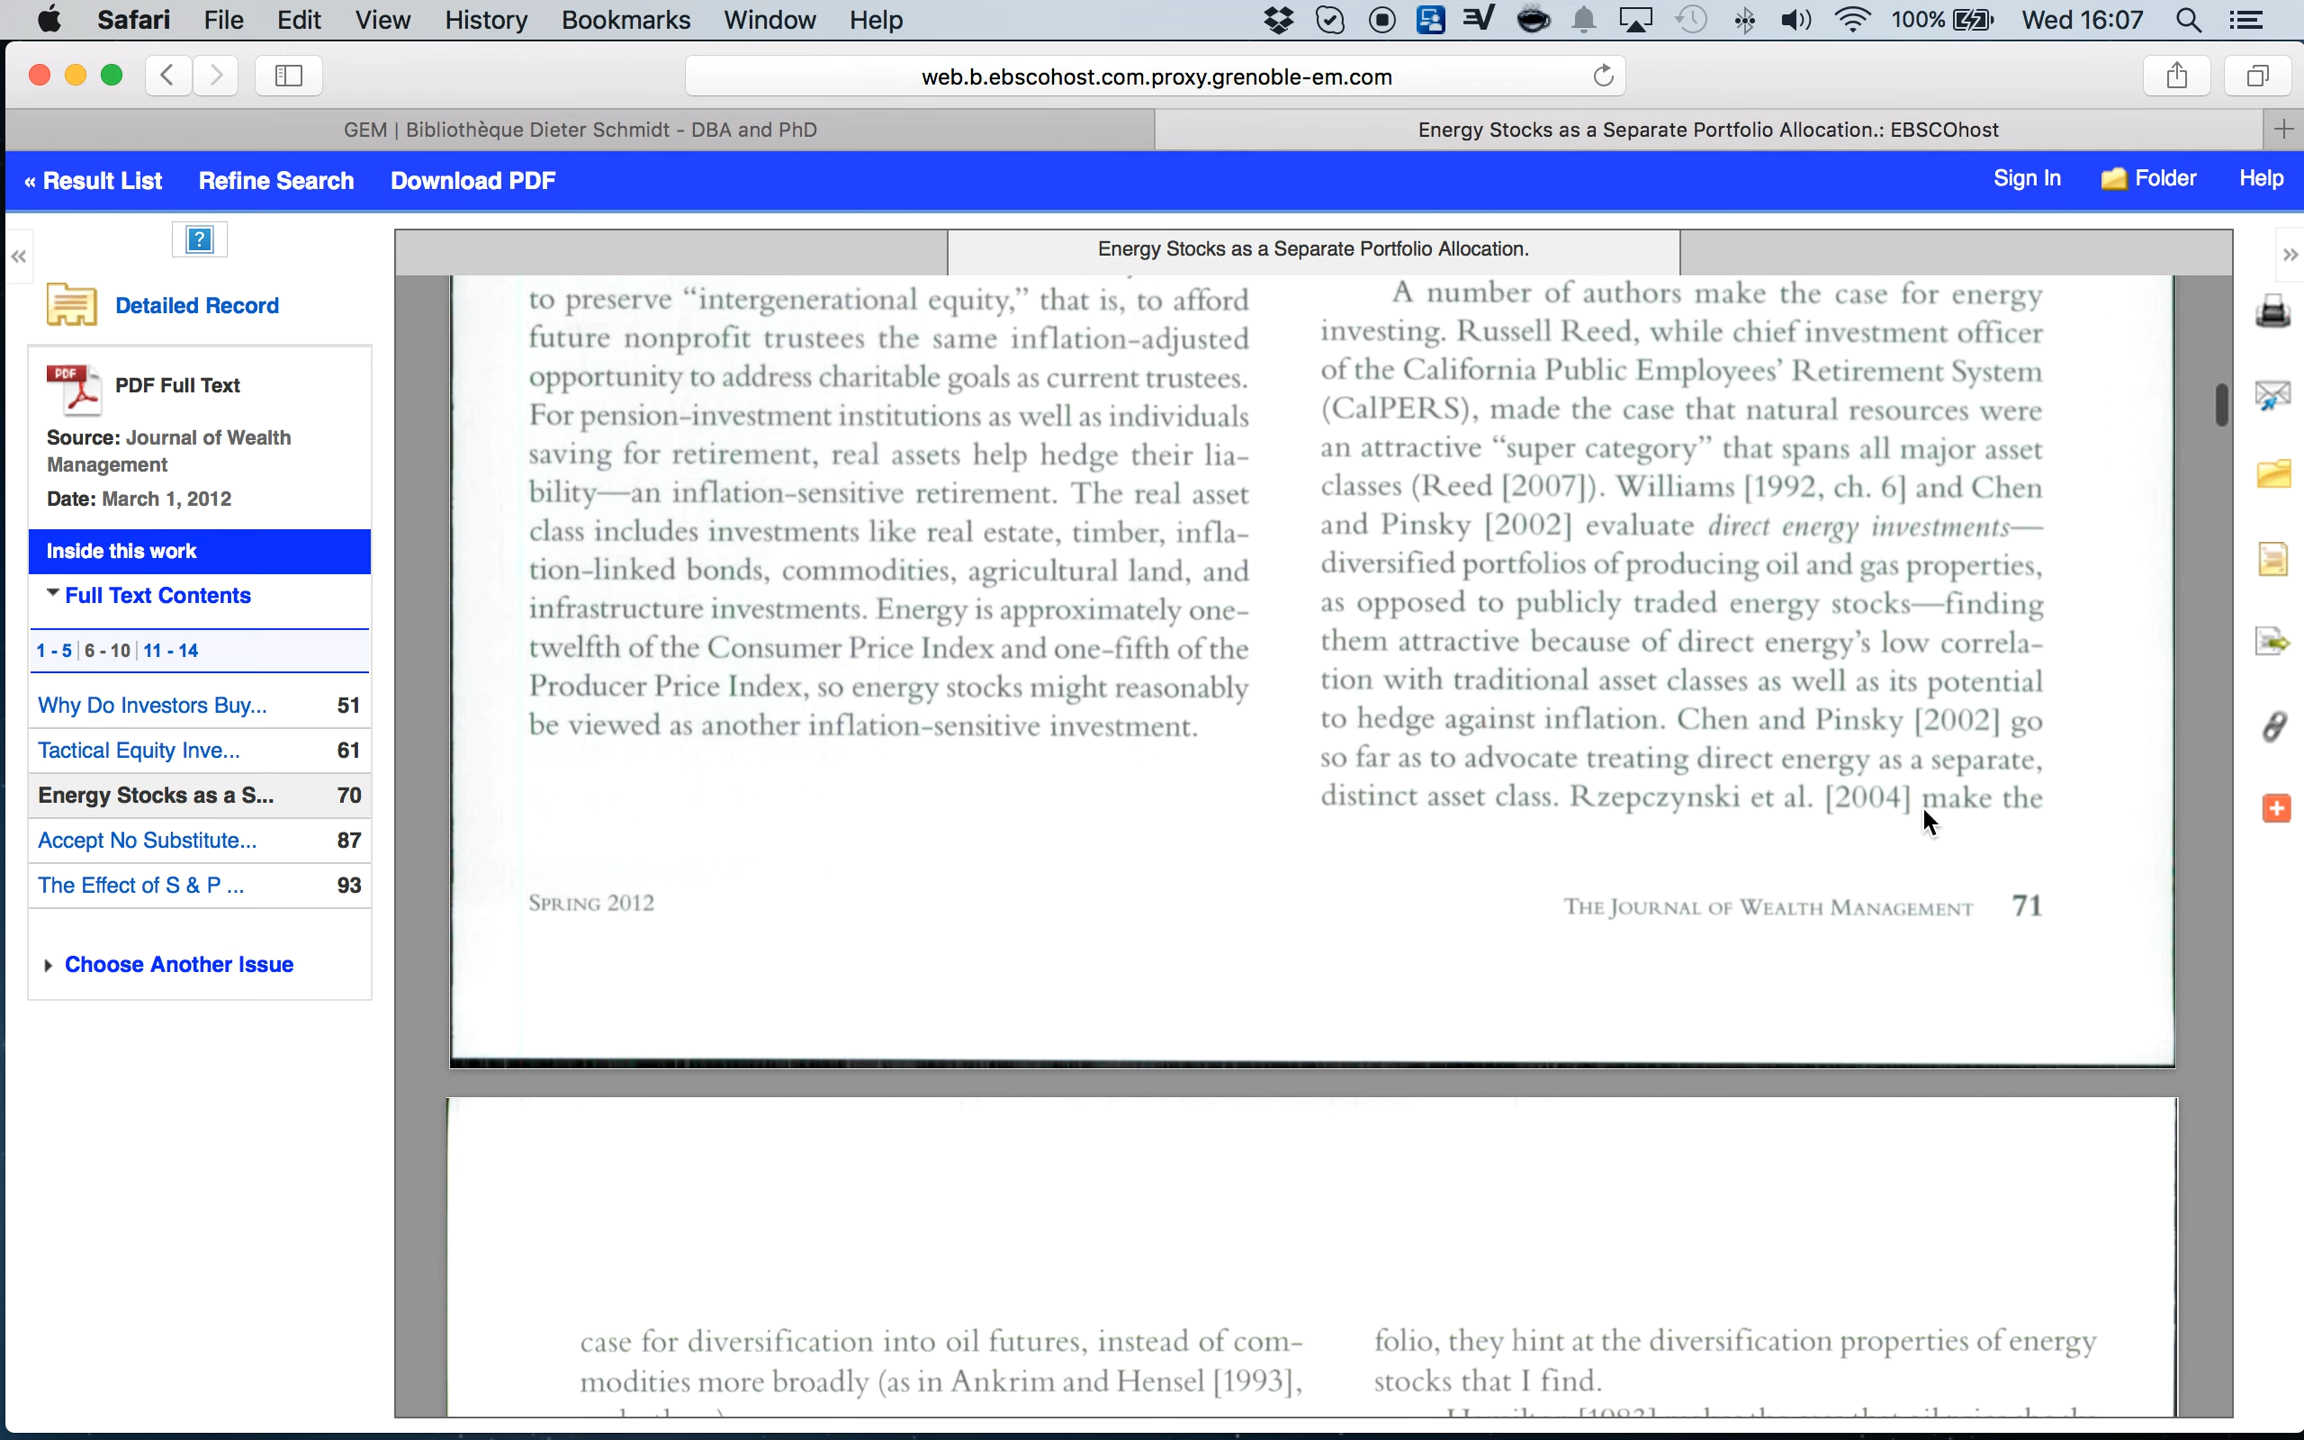 Safari File Edit View History Bookmarks Window Help 100% Wed 16:07
web.b.ebscohost.com.proxy.grenoble-em.com
GEM | Bibliothèque Dieter Schmidt - DBA and PhD
Energy Stocks as a Separate Portfolio Allocation.: EBSCOhost
« Result List Refine Search Download PDF
Sign In Folder Help
?
Detailed Record
PDF
PDF Full Text
Source: Journal of Wealth
Management
Date: March 1, 2012
Inside this work
Full Text Contents
1 - 5 | 6 - 10 | 11 - 14
Why Do Investors Buy... 51
Tactical Equity Inve... 61
Energy Stocks as a S... 70
Accept No Substitute... 87
The Effect of S & P ... 93
Choose Another Issue
Energy Stocks as a Separate Portfolio Allocation.
to preserve “intergenerational equity,” that is, to afford
future nonprofit trustees the same inflation-adjusted
opportunity to address charitable goals as current trustees.
For pension-investment institutions as well as individuals
saving for retirement, real assets help hedge their lia-
bility—an inflation-sensitive retirement. The real asset
class includes investments like real estate, timber, infla-
tion-linked bonds, commodities, agricultural land, and
infrastructure investments. Energy is approximately one-
twelfth of the Consumer Price Index and one-fifth of the
Producer Price Index, so energy stocks might reasonably
be viewed as another inflation-sensitive investment.
A number of authors make the case for energy
investing. Russell Reed, while chief investment officer
of the California Public Employees’ Retirement System
(CalPERS), made the case that natural resources were
an attractive “super category” that spans all major asset
classes (Reed [2007]). Williams [1992, ch. 6] and Chen
and Pinsky [2002] evaluate direct energy investments—
diversified portfolios of producing oil and gas properties,
as opposed to publicly traded energy stocks—finding
them attractive because of direct energy’s low correla-
tion with traditional asset classes as well as its potential
to hedge against inflation. Chen and Pinsky [2002] go
so far as to advocate treating direct energy as a separate,
distinct asset class. Rzepczynski et al. [2004] make the
SPRING 2012
THE JOURNAL OF WEALTH MANAGEMENT 71
case for diversification into oil futures, instead of com-
modities more broadly (as in Ankrim and Hensel [1993],
folio, they hint at the diversification properties of energy
stocks that I find.